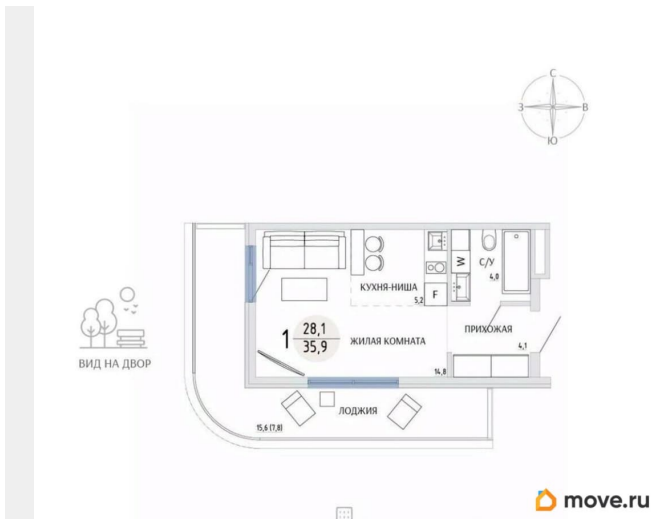 С
З
В
Ю
W
С/У
4,0
КУХНЯ-НИША
5,2
F
ПРИХОЖАЯ
4,1
1
28,1
35,9
ЖИЛАЯ КОМНАТА
14,8
ВИД НА ДВОР
ЛОДЖИЯ
15,6 (7,8)
move.ru